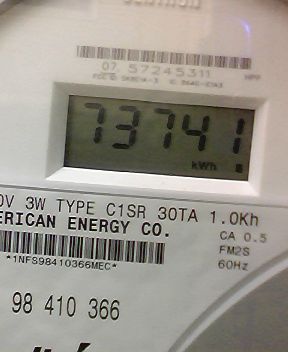 07 57245311
HPP
73741
kWh
0V 3W TYPE C1SR 30TA 1.0Kh
ERICAN ENERGY CO.
CA 0.5
FM2S
60Hz
*1NFS98410366MEC*
98 410 366